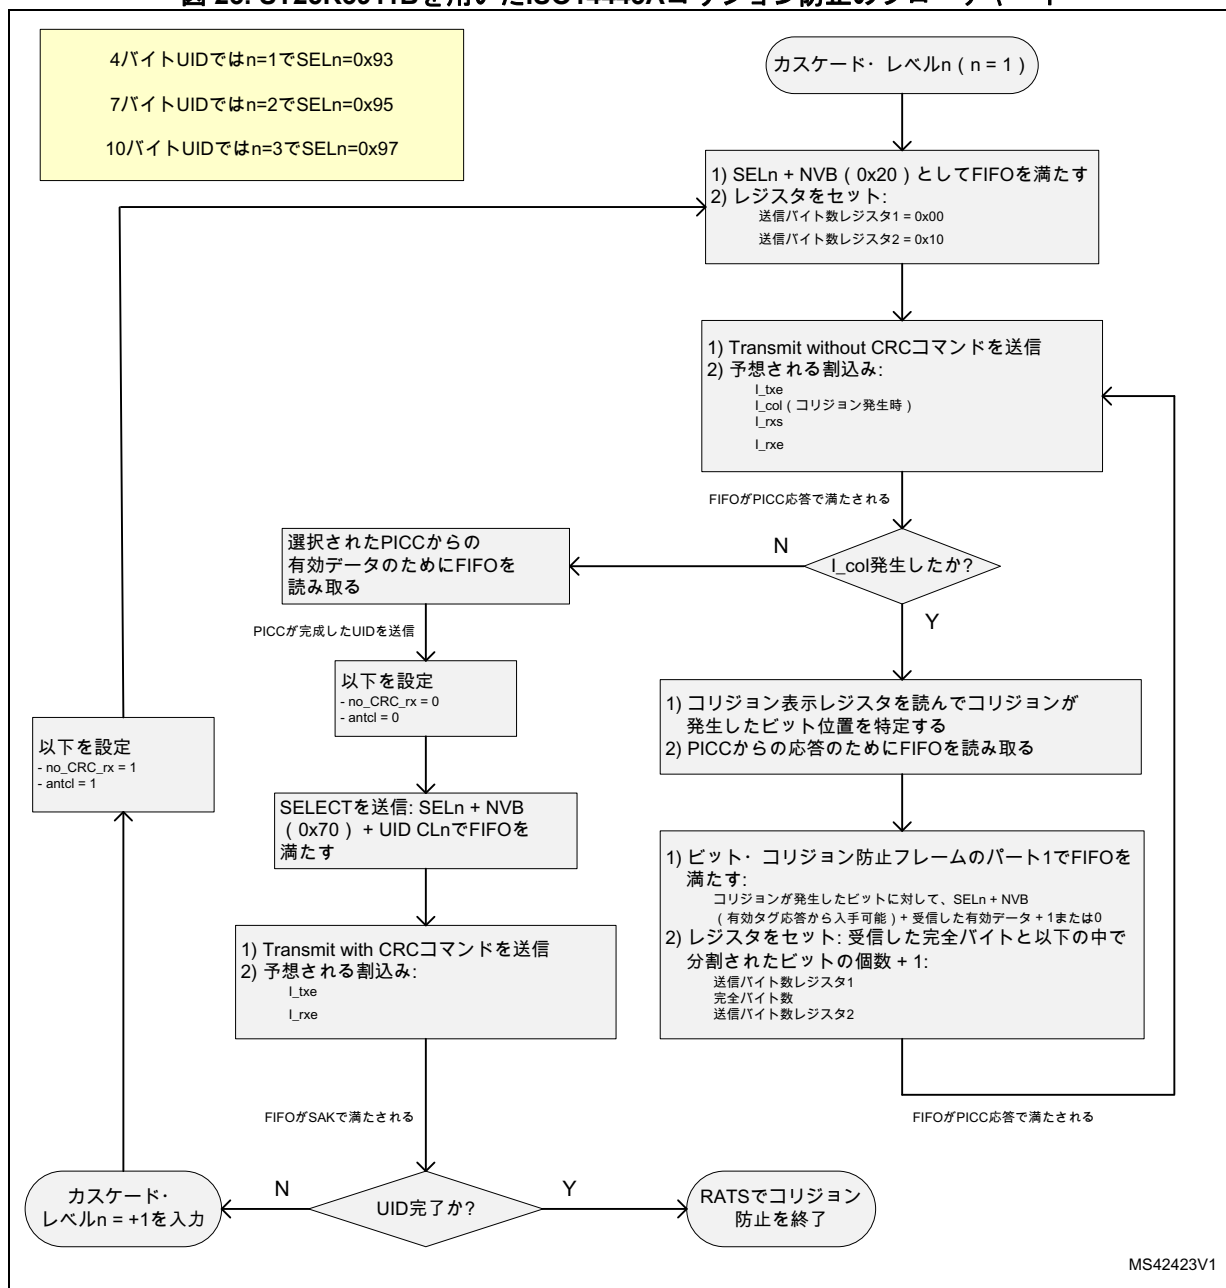 4バイトUIDではn=1でSELn=0x93
7バイトUIDではn=2でSELn=0x95
10バイトUIDではn=3でSELn=0x97
カスケード・レベルn（n = 1）
1) SELn + NVB（0x20）としてFIFOを満たす
2) レジスタをセット:
送信バイト数レジスタ1 = 0x00
送信バイト数レジスタ2 = 0x10
1) Transmit without CRCコマンドを送信
2) 予想される割込み:
I_txe
I_col（コリジョン発生時）
I_rxs
I_rxe
FIFOがPICC応答で満たされる
I_col発生したか?
N
Y
選択されたPICCからの
有効データのためにFIFOを
読み取る
PICCが完成したUIDを送信
以下を設定
- no_CRC_rx = 0
- antcl = 0
SELECTを送信: SELn + NVB
（0x70）+ UID CLnでFIFOを
満たす
1) Transmit with CRCコマンドを送信
2) 予想される割込み:
I_txe
I_rxe
FIFOがSAKで満たされる
1) コリジョン表示レジスタを読んでコリジョンが
発生したビット位置を特定する
2) PICCからの応答のためにFIFOを読み取る
1) ビット・コリジョン防止フレームのパート1でFIFOを
満たす:
コリジョンが発生したビットに対して、SELn + NVB
（有効タグ応答から入手可能）+ 受信した有効データ + 1または0
2) レジスタをセット: 受信した完全バイトと以下の中で
分割されたビットの個数 + 1:
送信バイト数レジスタ1
完全バイト数
送信バイト数レジスタ2
FIFOがPICC応答で満たされる
以下を設定
- no_CRC_rx = 1
- antcl = 1
カスケード・
レベルn = +1を入力
N
UID完了か?
Y
RATSでコリジョン
防止を終了
MS42423V1